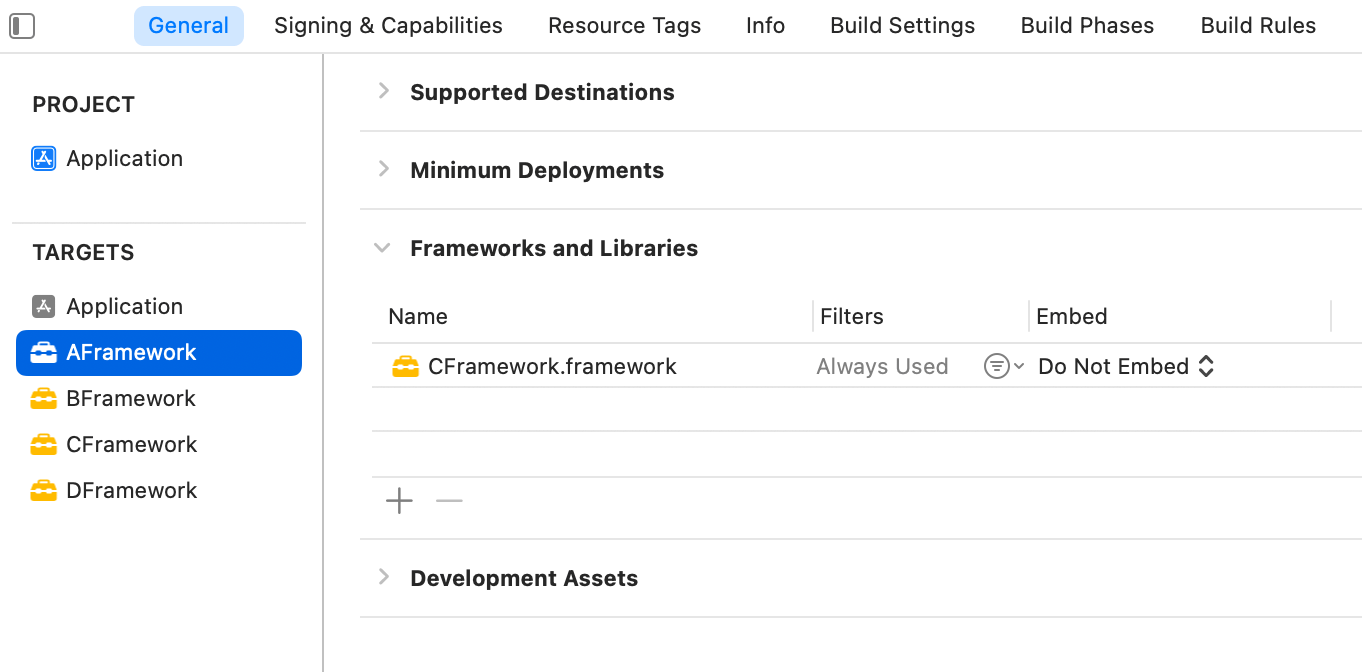 General Signing & Capabilities Resource Tags Info Build Settings Build Phases Build Rules
PROJECT
Application
TARGETS
Application
AFramework
BFramework
CFramework
DFramework
Supported Destinations
Minimum Deployments
Frameworks and Libraries
Name Filters Embed
CFramework.framework Always Used Do Not Embed
Development Assets